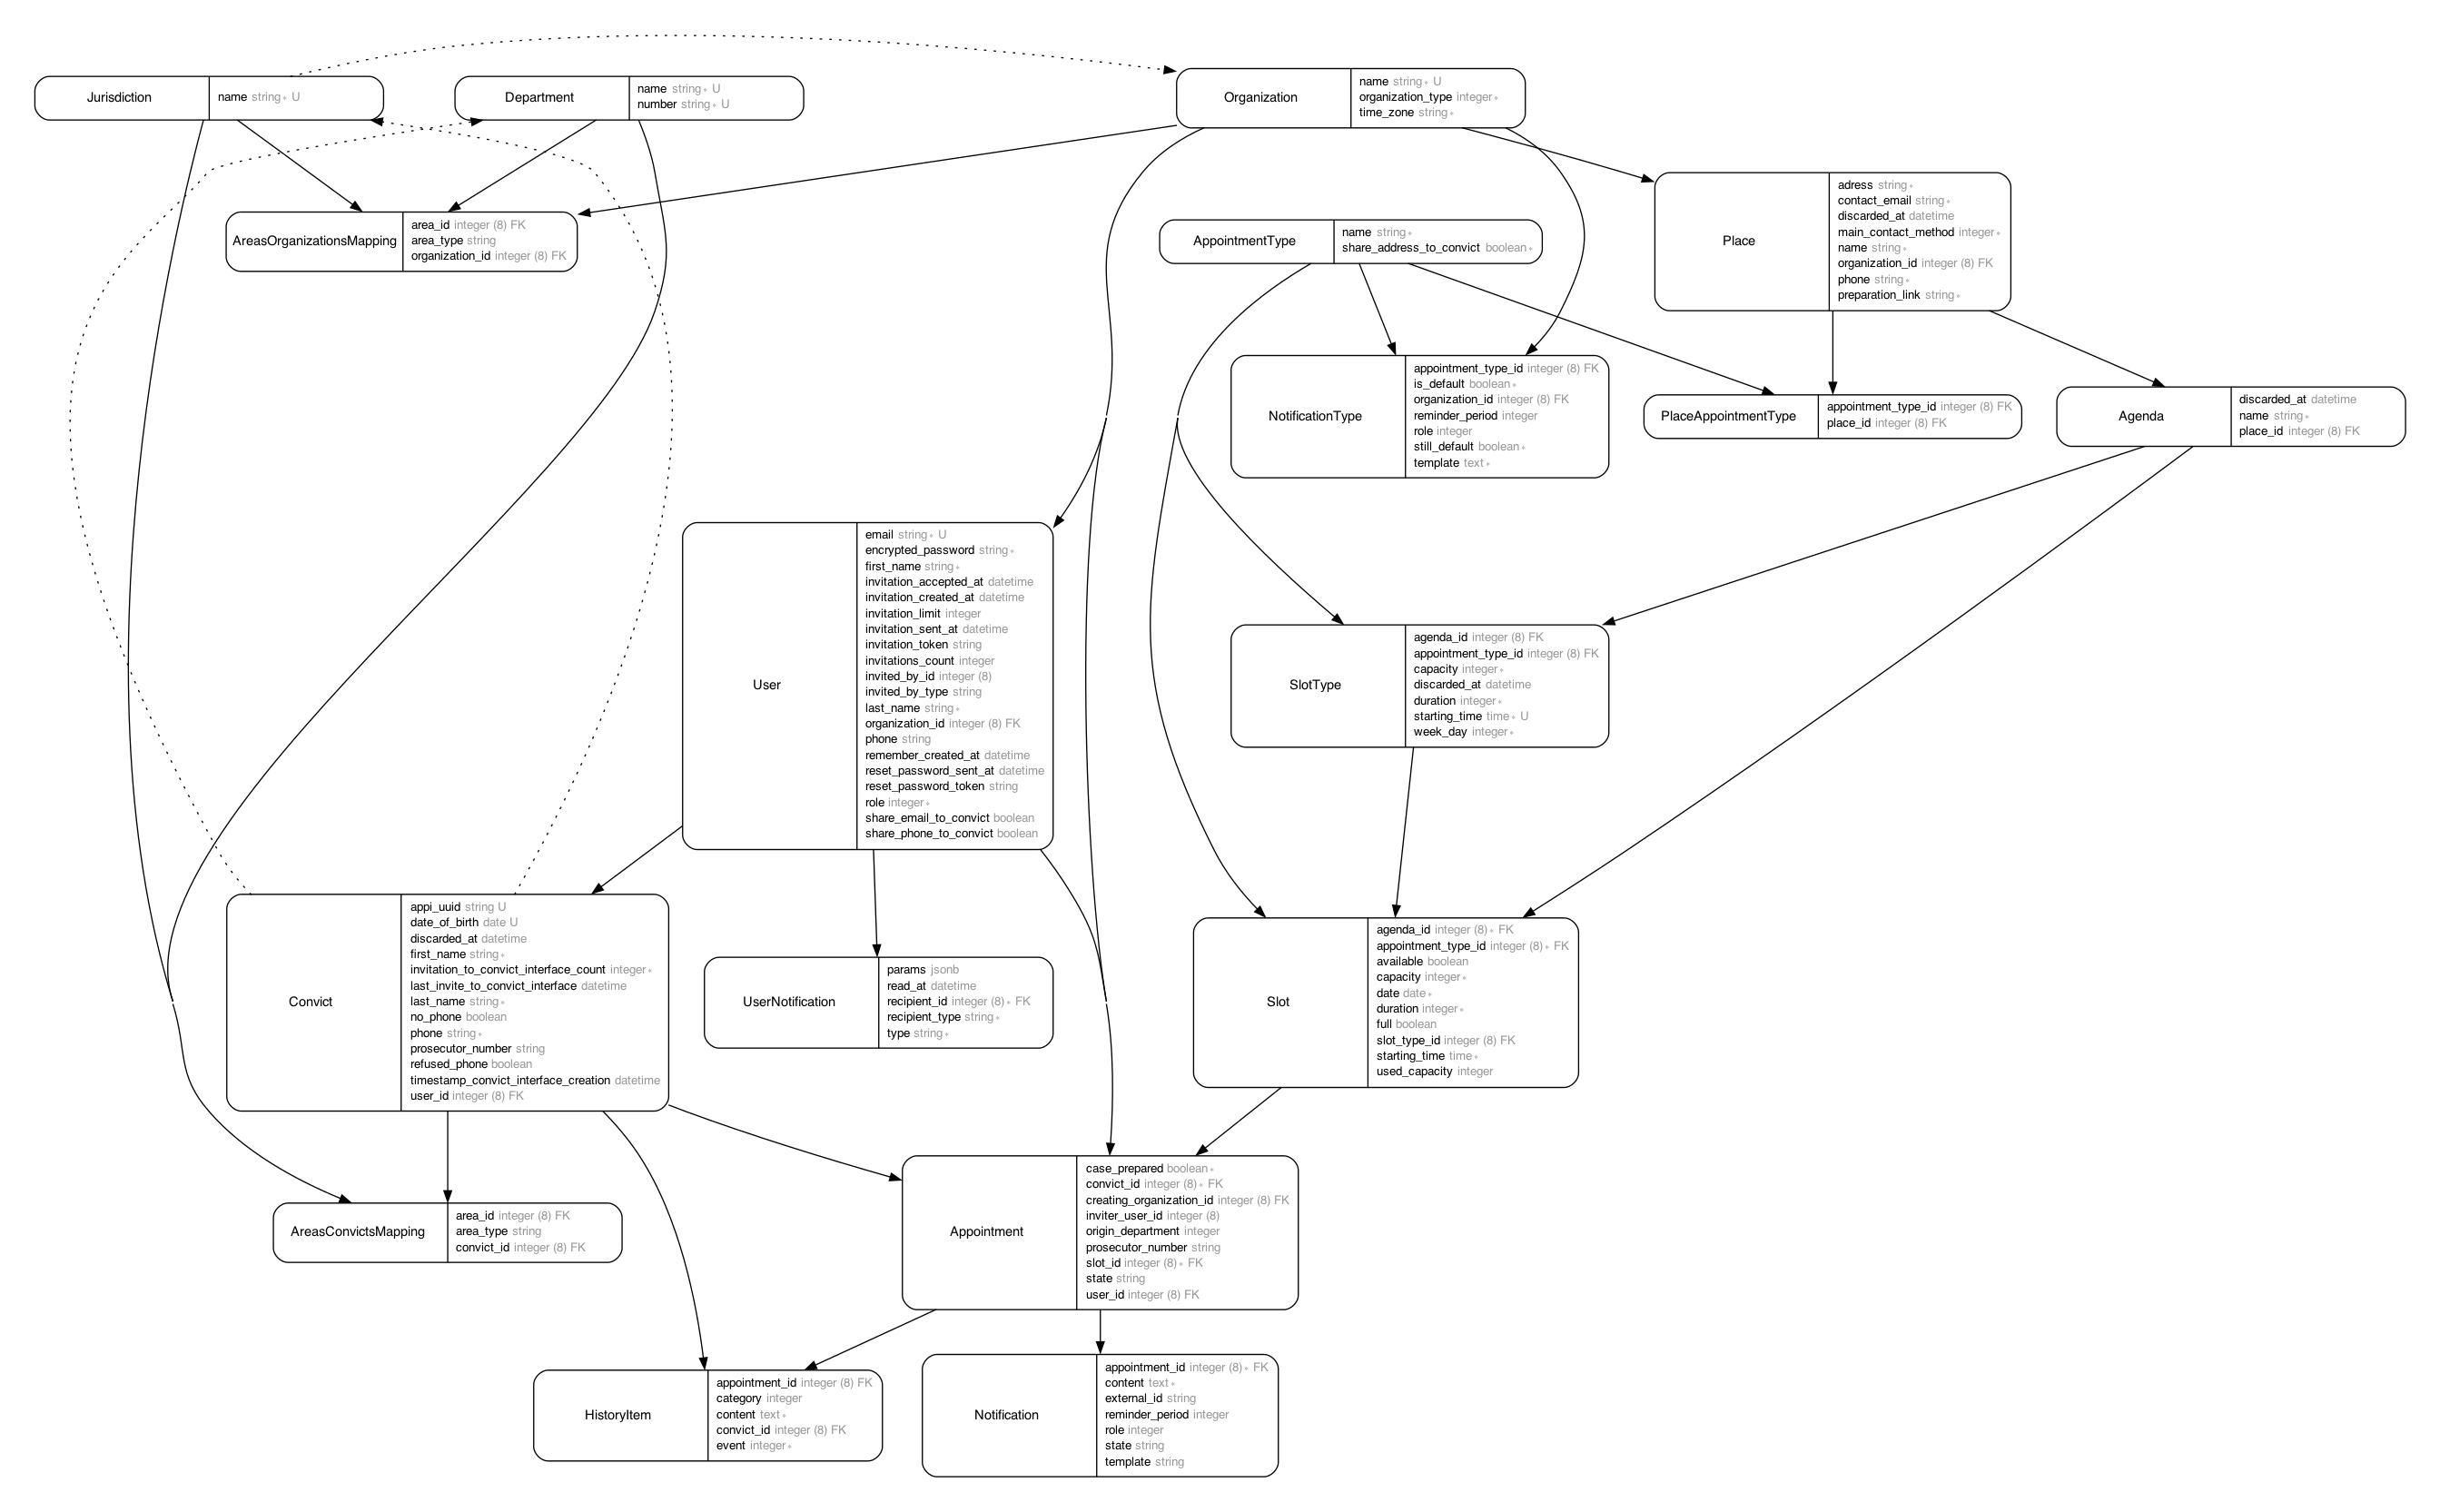 Jurisdiction
name string∗ U
Department
name string∗ U
number string∗ U
Organization
name string∗ U
organization_type integer∗
time_zone string∗
AreasOrganizationsMapping
area_id integer (8) FK
area_type string
organization_id integer (8) FK
AppointmentType
name string∗
share_address_to_convict boolean∗
Place
adress string∗
contact_email string∗
discarded_at datetime
main_contact_method integer∗
name string∗
organization_id integer (8) FK
phone string∗
preparation_link string∗
NotificationType
appointment_type_id integer (8) FK
is_default boolean∗
organization_id integer (8) FK
reminder_period integer
role integer
still_default boolean∗
template text∗
PlaceAppointmentType
appointment_type_id integer (8) FK
place_id integer (8) FK
Agenda
discarded_at datetime
name string∗
place_id integer (8) FK
User
email string∗ U
encrypted_password string∗
first_name string∗
invitation_accepted_at datetime
invitation_created_at datetime
invitation_limit integer
invitation_sent_at datetime
invitation_token string
invitations_count integer
invited_by_id integer (8)
invited_by_type string
last_name string∗
organization_id integer (8) FK
phone string
remember_created_at datetime
reset_password_sent_at datetime
reset_password_token string
role integer∗
share_email_to_convict boolean
share_phone_to_convict boolean
SlotType
agenda_id integer (8) FK
appointment_type_id integer (8) FK
capacity integer∗
discarded_at datetime
duration integer∗
starting_time time∗ U
week_day integer∗
Convict
appi_uuid string U
date_of_birth date U
discarded_at datetime
first_name string∗
invitation_to_convict_interface_count integer∗
last_invite_to_convict_interface datetime
last_name string∗
no_phone boolean
phone string∗
prosecutor_number string
refused_phone boolean
timestamp_convict_interface_creation datetime
user_id integer (8) FK
UserNotification
params jsonb
read_at datetime
recipient_id integer (8)∗ FK
recipient_type string∗
type string∗
Slot
agenda_id integer (8)∗ FK
appointment_type_id integer (8)∗ FK
available boolean
capacity integer∗
date date∗
duration integer∗
full boolean
slot_type_id integer (8) FK
starting_time time∗
used_capacity integer
AreasConvictsMapping
area_id integer (8) FK
area_type string
convict_id integer (8) FK
Appointment
case_prepared boolean∗
convict_id integer (8)∗ FK
creating_organization_id integer (8) FK
inviter_user_id integer (8)
origin_department integer
prosecutor_number string
slot_id integer (8)∗ FK
state string
user_id integer (8) FK
HistoryItem
appointment_id integer (8) FK
category integer
content text∗
convict_id integer (8) FK
event integer∗
Notification
appointment_id integer (8)∗ FK
content text∗
external_id string
reminder_period integer
role integer
state string
template string